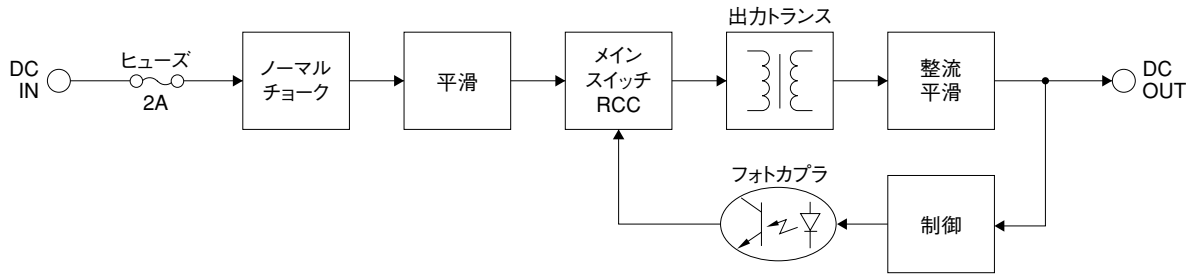 DC
IN
ヒューズ
2A
ノーマル
チョーク
平滑
メイン
スイッチ
RCC
出力トランス
整流
平滑
DC
OUT
フォトカプラ
制御